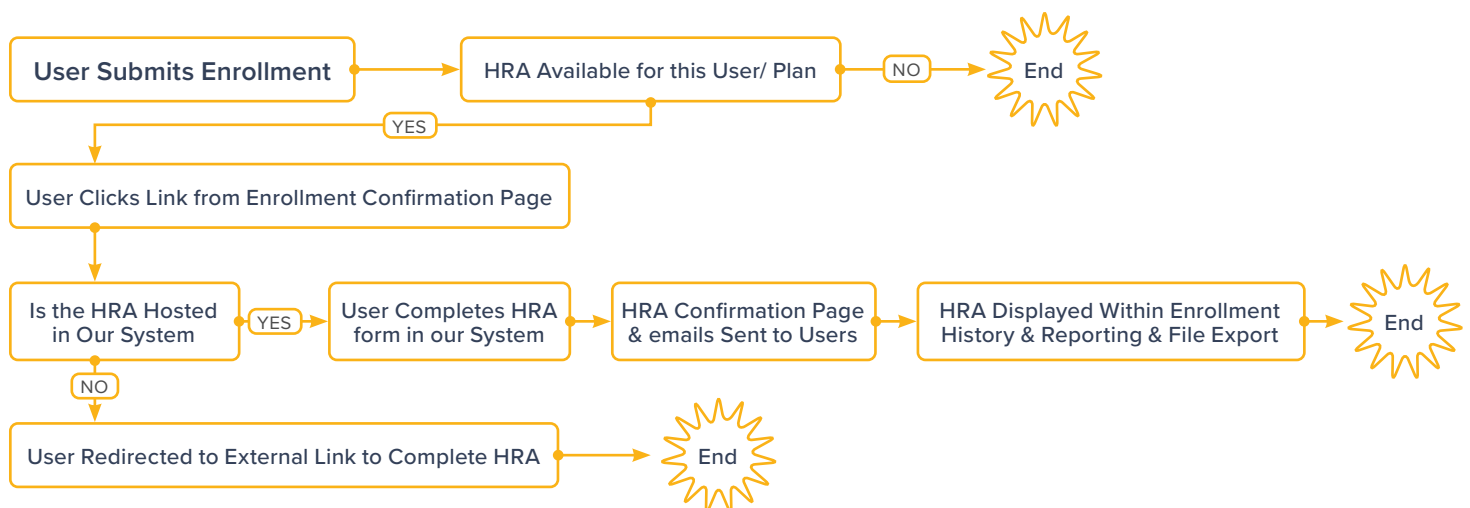 User Submits Enrollment
HRA Available for this User/ Plan
NO
End
YES
User Clicks Link from Enrollment Confirmation Page
Is the HRA Hosted
in Our System
YES
User Completes HRA
form in our System
HRA Confirmation Page
& emails Sent to Users
HRA Displayed Within Enrollment
History & Reporting & File Export
End
NO
User Redirected to External Link to Complete HRA
End